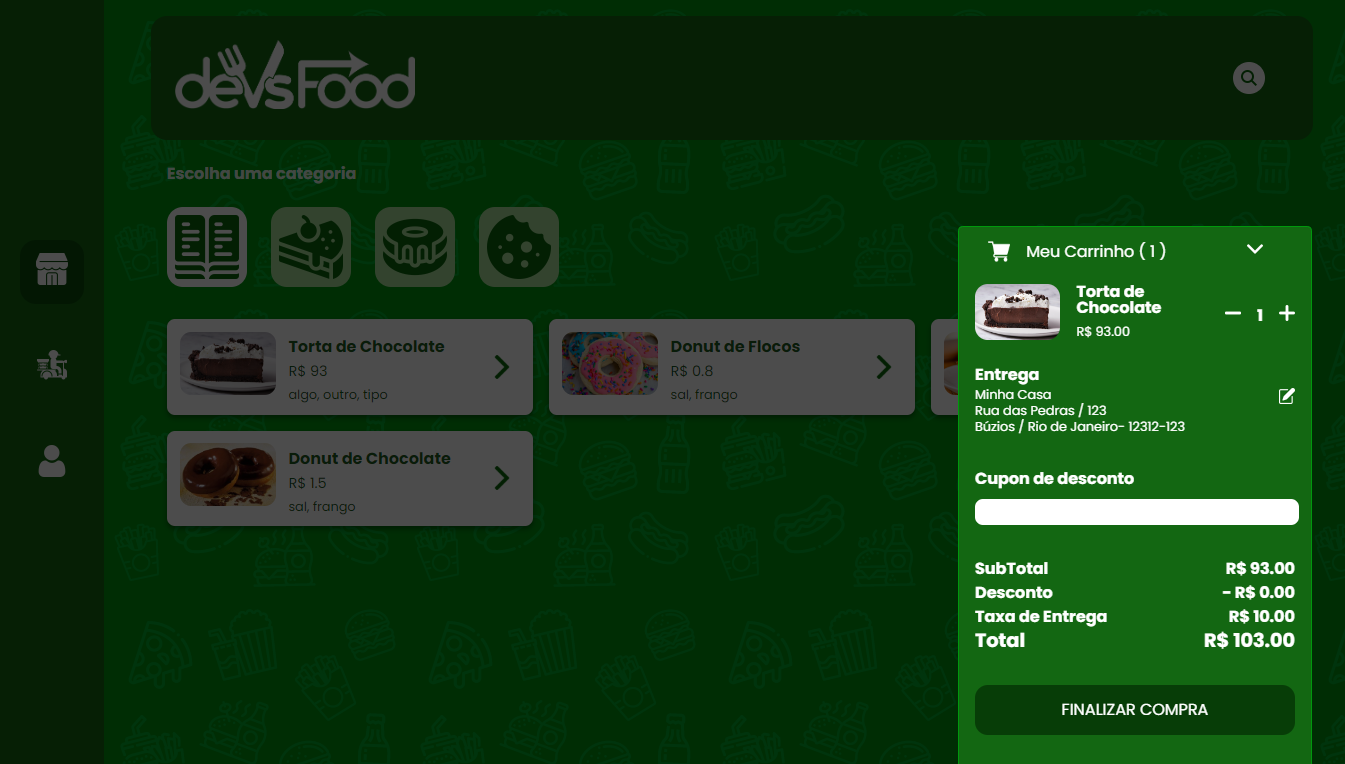 devsFood
Escolha uma categoria
Torta de Chocolate
R$ 93
algo, outro, tipo
Donut de Flocos
R$ 0.8
sal, frango
Donut de Chocolate
R$ 1.5
sal, frango
Meu Carrinho ( 1 )
Torta de
Chocolate
R$ 93.00
1
Entrega
Minha Casa
Rua das Pedras / 123
Búzios / Rio de Janeiro- 12312-123
Cupon de desconto
SubTotal R$ 93.00
Desconto - R$ 0.00
Taxa de Entrega R$ 10.00
Total R$ 103.00
FINALIZAR COMPRA